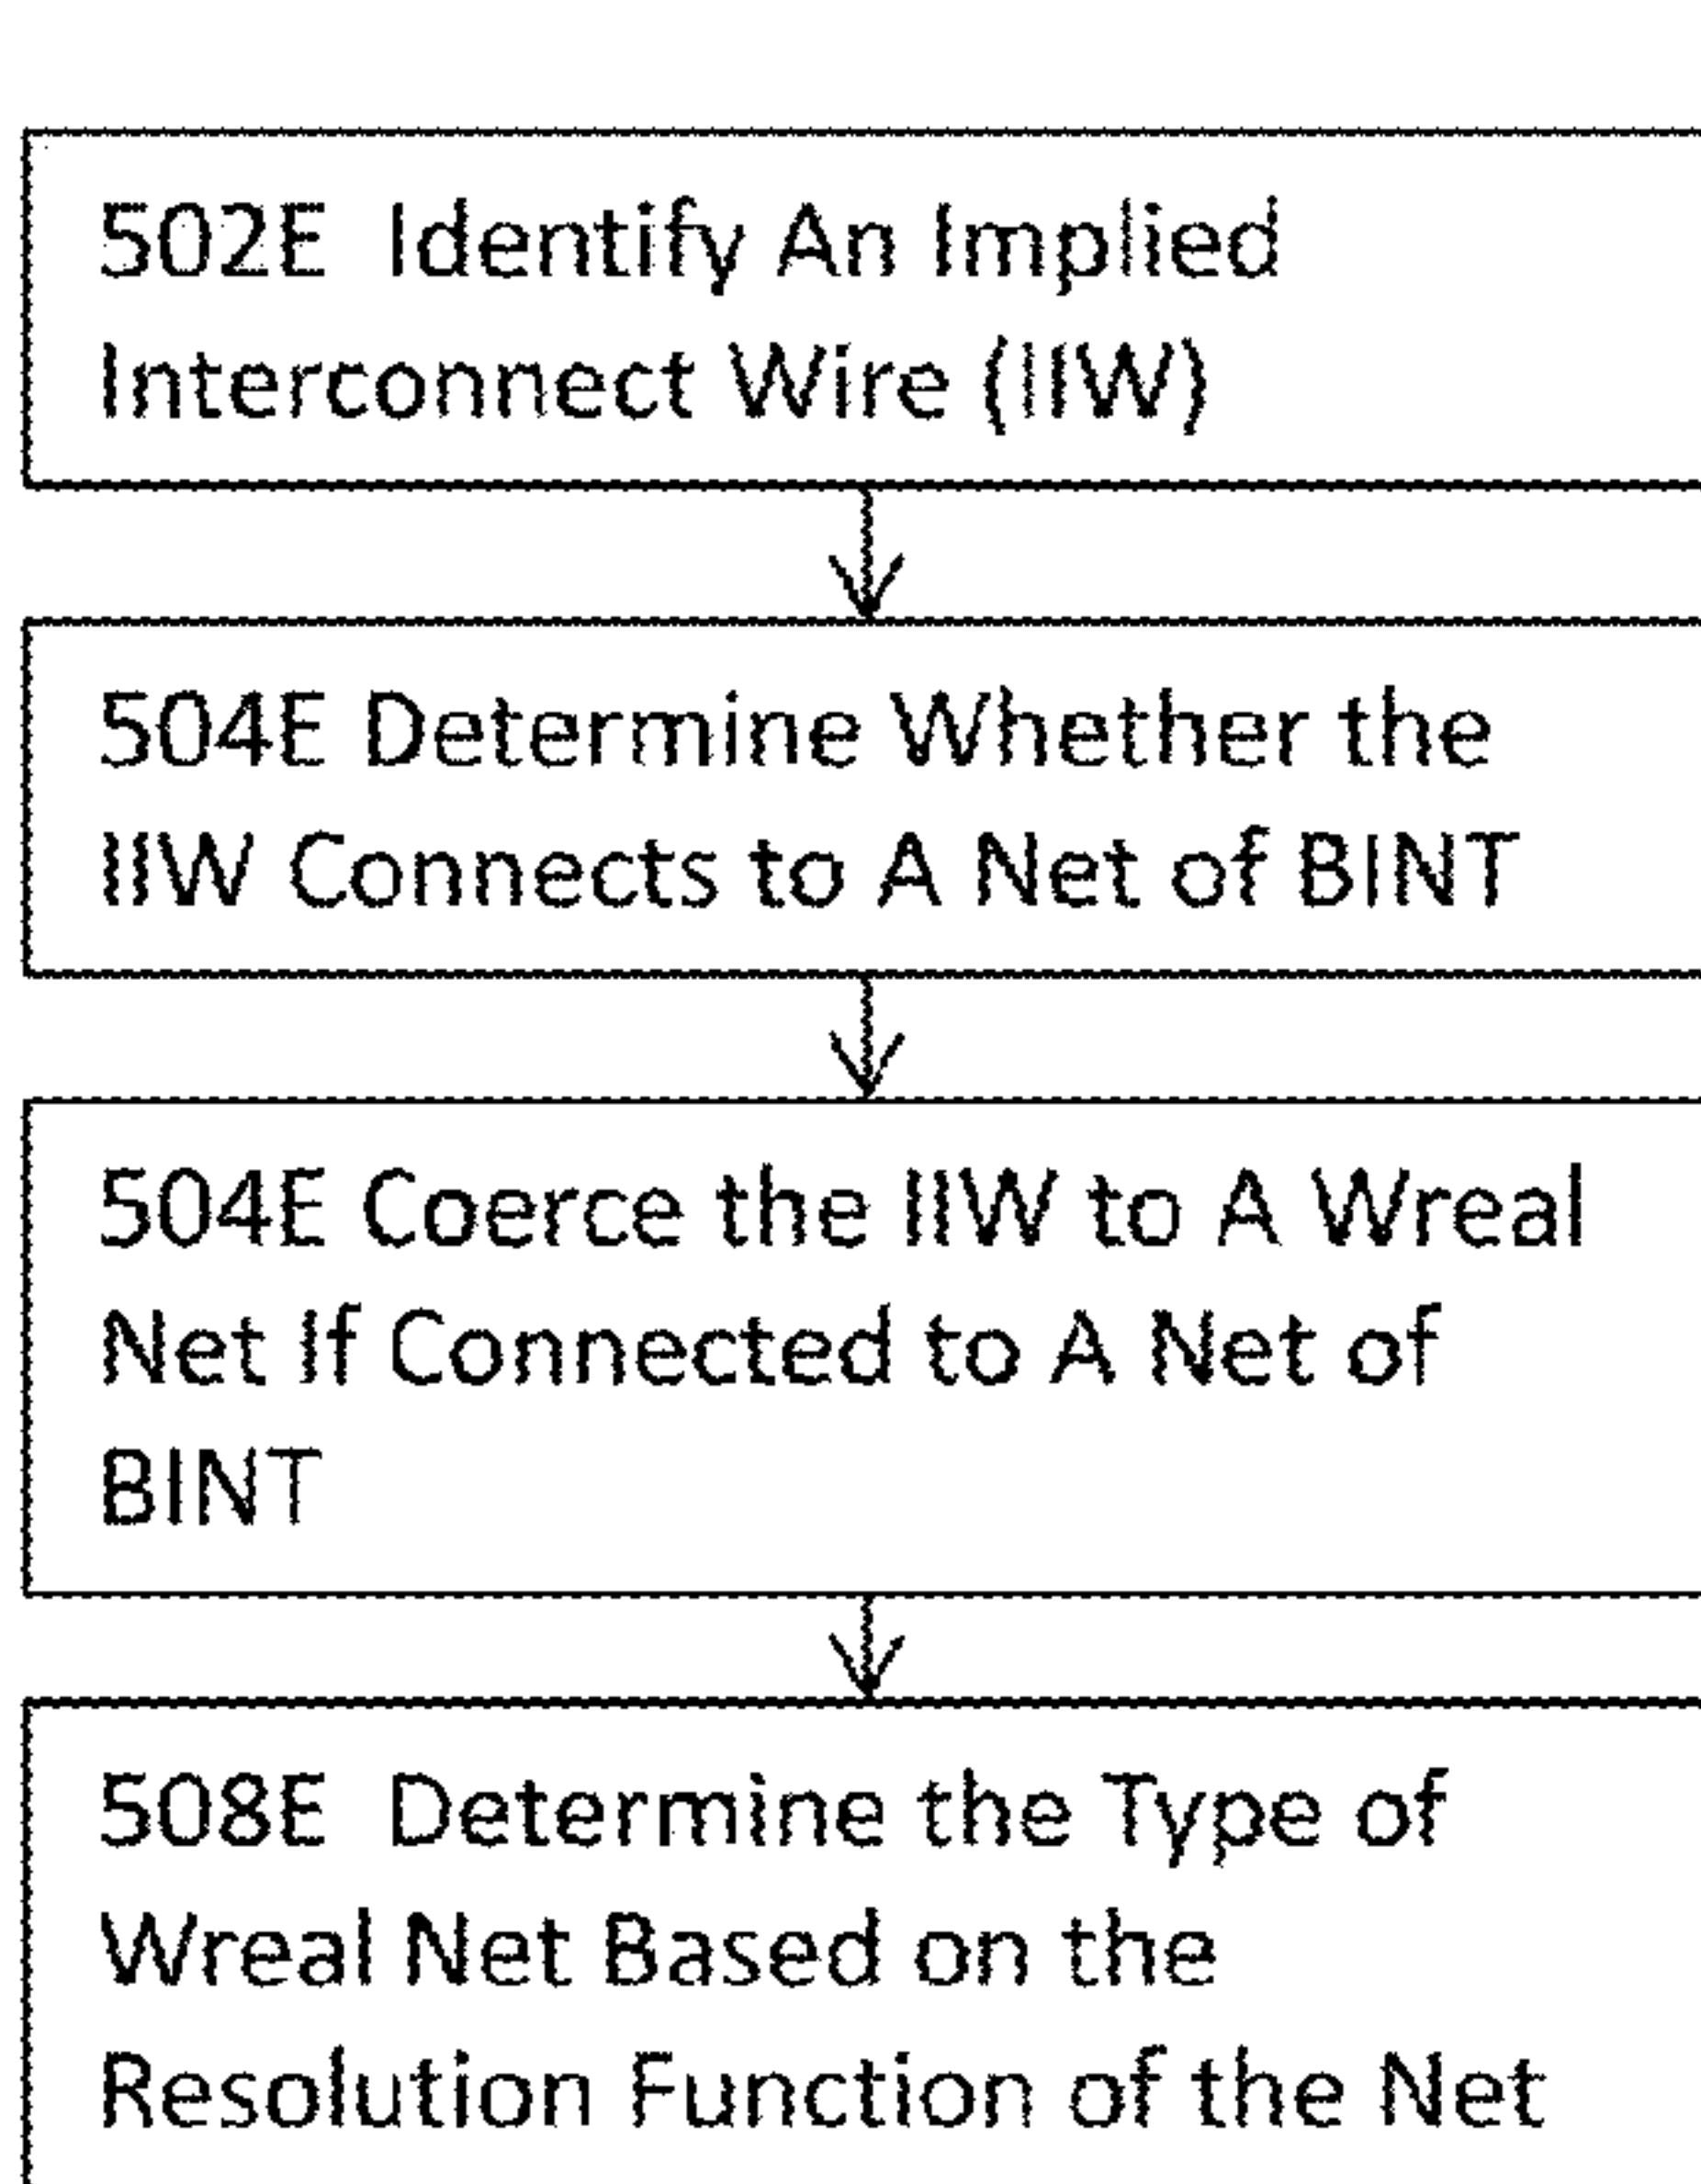 502E Identify An Implied
Interconnect Wire (IIW)
504E Determine Whether the
IIW Connects to A Net of BINT
504E Coerce the IIW to A Wreal
Net If Connected to A Net of
BINT
508E Determine the Type of
Wreal Net Based on the
Resolution Function of the Net